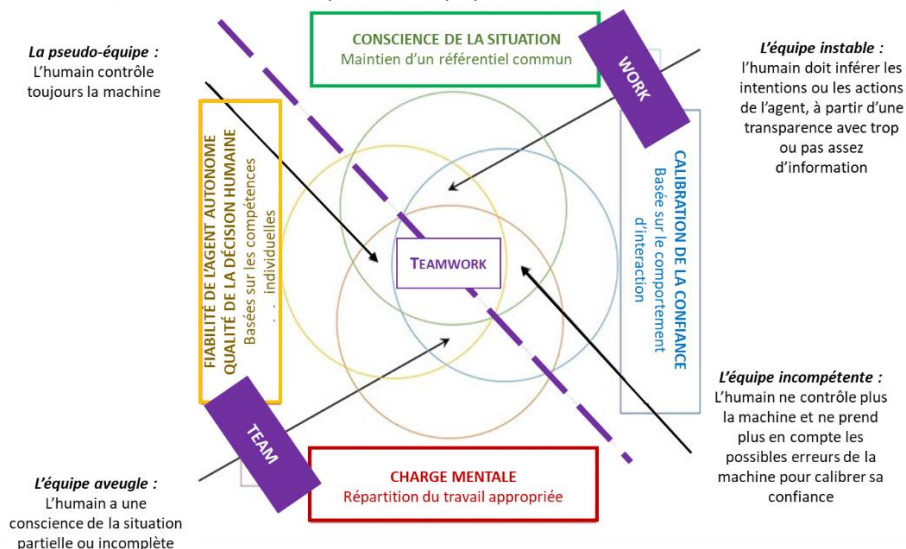 La pseudo-équipe :
L'humain contrôle
toujours la machine
CONSCIENCE DE LA SITUATION
Maintien d'un référentiel commun
WORK
L'équipe instable :
l'humain doit inférer les
intentions ou les actions
de l'agent, à partir d'une
transparence avec trop
ou pas assez
d'information
FIABILITÉ DE L'AGENT AUTONOME
QUALITÉ DE LA DÉCISION HUMAINE
Basées sur les compétences
individuelles
TEAMWORK
CALIBRATION DE LA CONFIANCE
Basée sur le comportement
d'interaction
TEAM
L'équipe aveugle :
L'humain a une
conscience de la situation
partielle ou incomplète
CHARGE MENTALE
Répartition du travail appropriée
L'équipe incompétente :
L'humain ne contrôle plus
la machine et ne prend
plus en compte les
possibles erreurs de la
machine pour calibrer sa
confiance